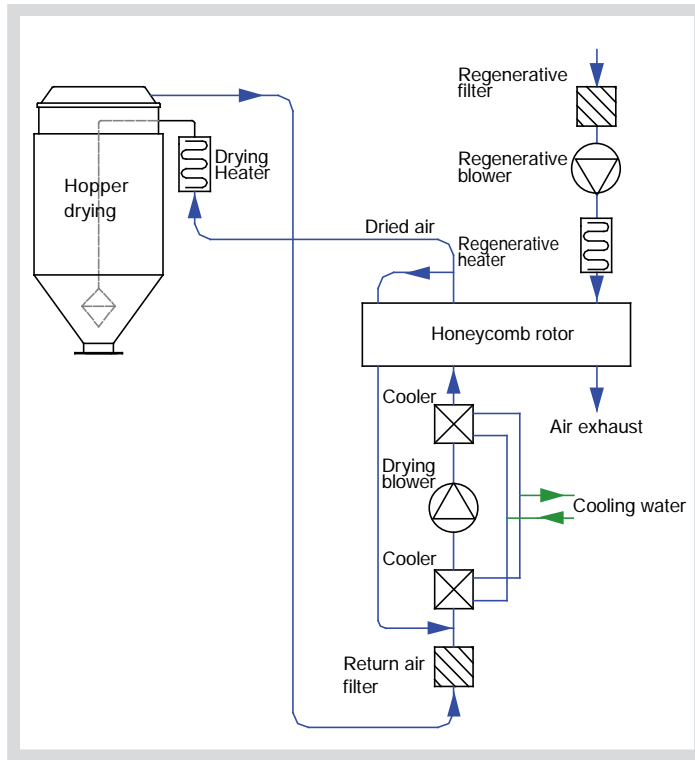 Regenerative
filter
Drying
Heater
Regenerative
blower
Hopper
drying
Dried air
Regenerative
heater
Honeycomb rotor
Cooler
Air exhaust
Drying
blower
Cooling water
Cooler
Return air
filter